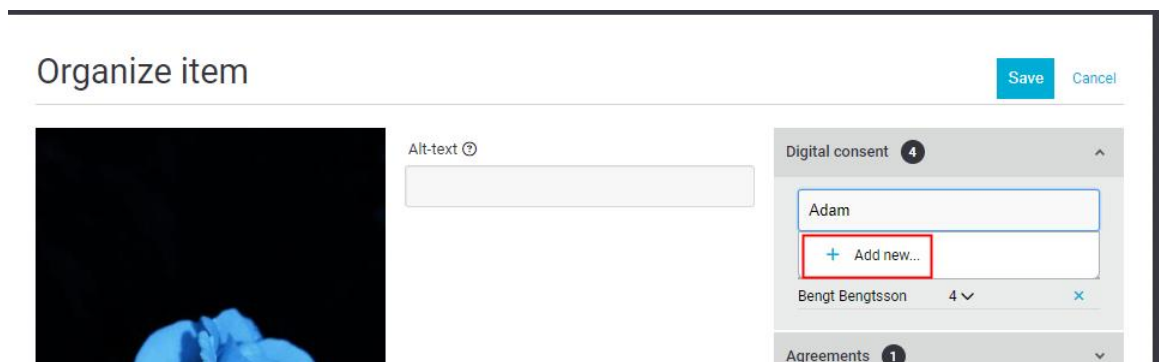 Organize item
Save Cancel
Alt-text ?
Digital consent 4
Adam
+ Add new...
Bengt Bengtsson 4
Agreements 1